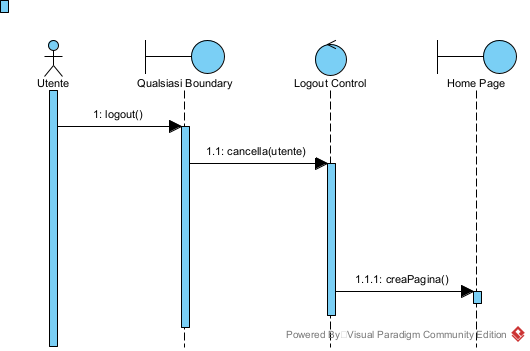 Utente
Qualsiasi Boundary
Logout Control
Home Page
1: logout()
1.1: cancella(utente)
1.1.1: creaPagina()
Powered By Visual Paradigm Community Edition